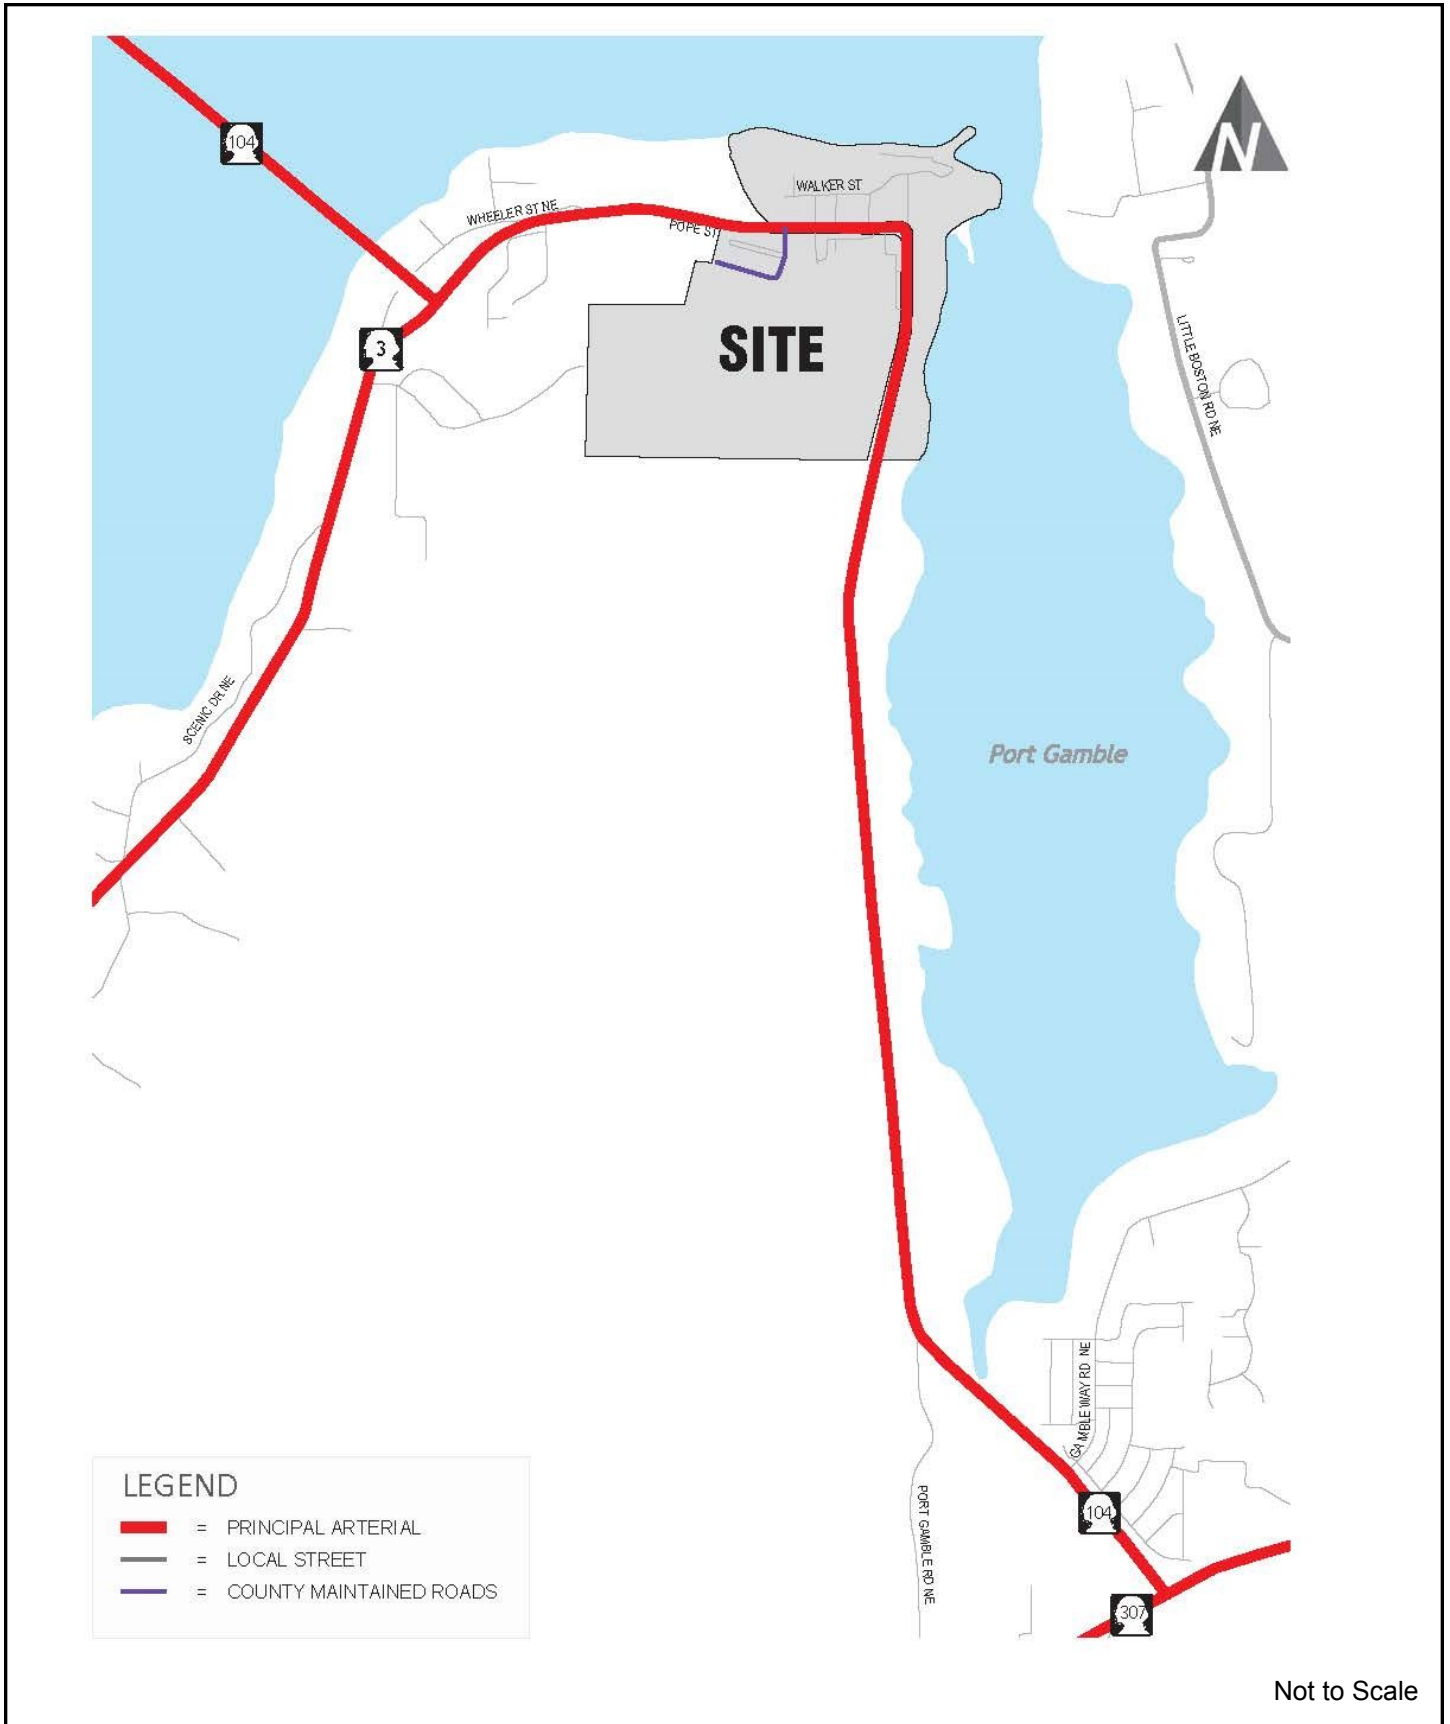 104
N
WALKER ST
WHEELER ST NE
POPE ST
3
SITE
LITTLE BOSTON RD NE
SCENIC DR NE
Port Gamble
GAMBLE WAY RD NE
LEGEND
= PRINCIPAL ARTERIAL
= LOCAL STREET
= COUNTY MAINTAINED ROADS
PORT GAMBLE RD NE
104
307
Not to Scale